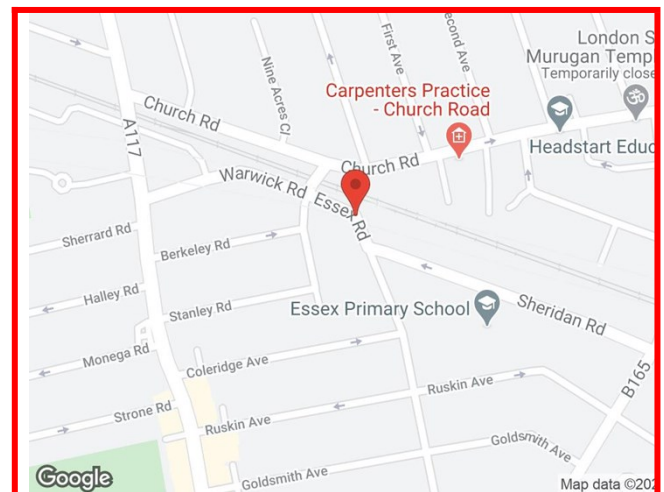 London S
Murugan Temp
Temporarily close
First Ave
econd Ave
Nine Acres Cl
Carpenters Practice
- Church Road
Church Rd
A117
Headstart Educ
Church Rd
Warwick Rd
Essex Rd
Sherrard Rd
Berkeley Rd
Halley Rd
Stanley Rd
Essex Primary School
Sheridan Rd
Monega Rd
Coleridge Ave
B165
Ruskin Ave
Strone Rd
Ruskin Ave
Goldsmith Ave
Goldsmith Ave
Google
Map data ©202